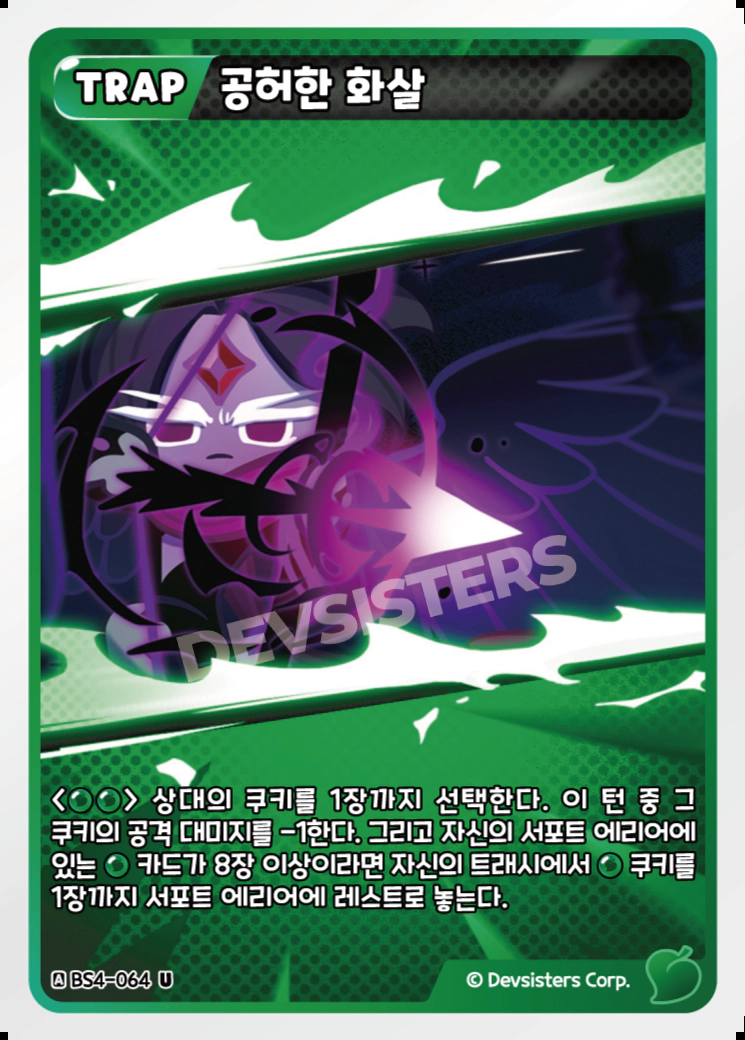 TRAP 공허한 화살
DEVSISTERS
<●●> 상대의 쿠키를 1장까지 선택한다. 이 턴 중 그
쿠키의 공격 대미지를 -1한다. 그리고 자신의 서포트 에리어에
있는 ● 카드가 8장 이상이라면 자신의 트래시에서 ● 쿠키를
1장까지 서포트 에리어에 레스트로 놓는다.
A BS4-064 U
© Devsisters Corp.